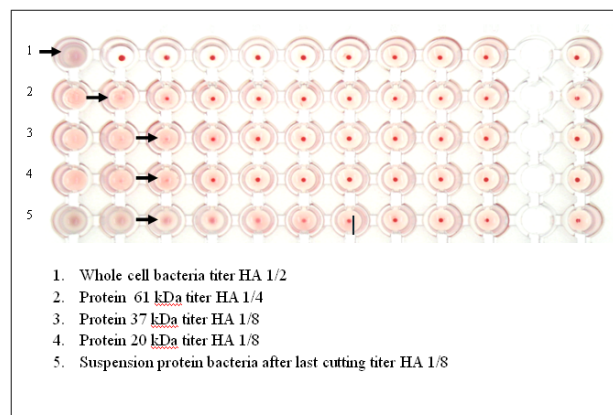 1
2
3
4
5
1. Whole cell bacteria titer HA 1/2
2. Protein 61 kDa titer HA 1/4
3. Protein 37 kDa titer HA 1/8
4. Protein 20 kDa titer HA 1/8
5. Suspension protein bacteria after last cutting titer HA 1/8